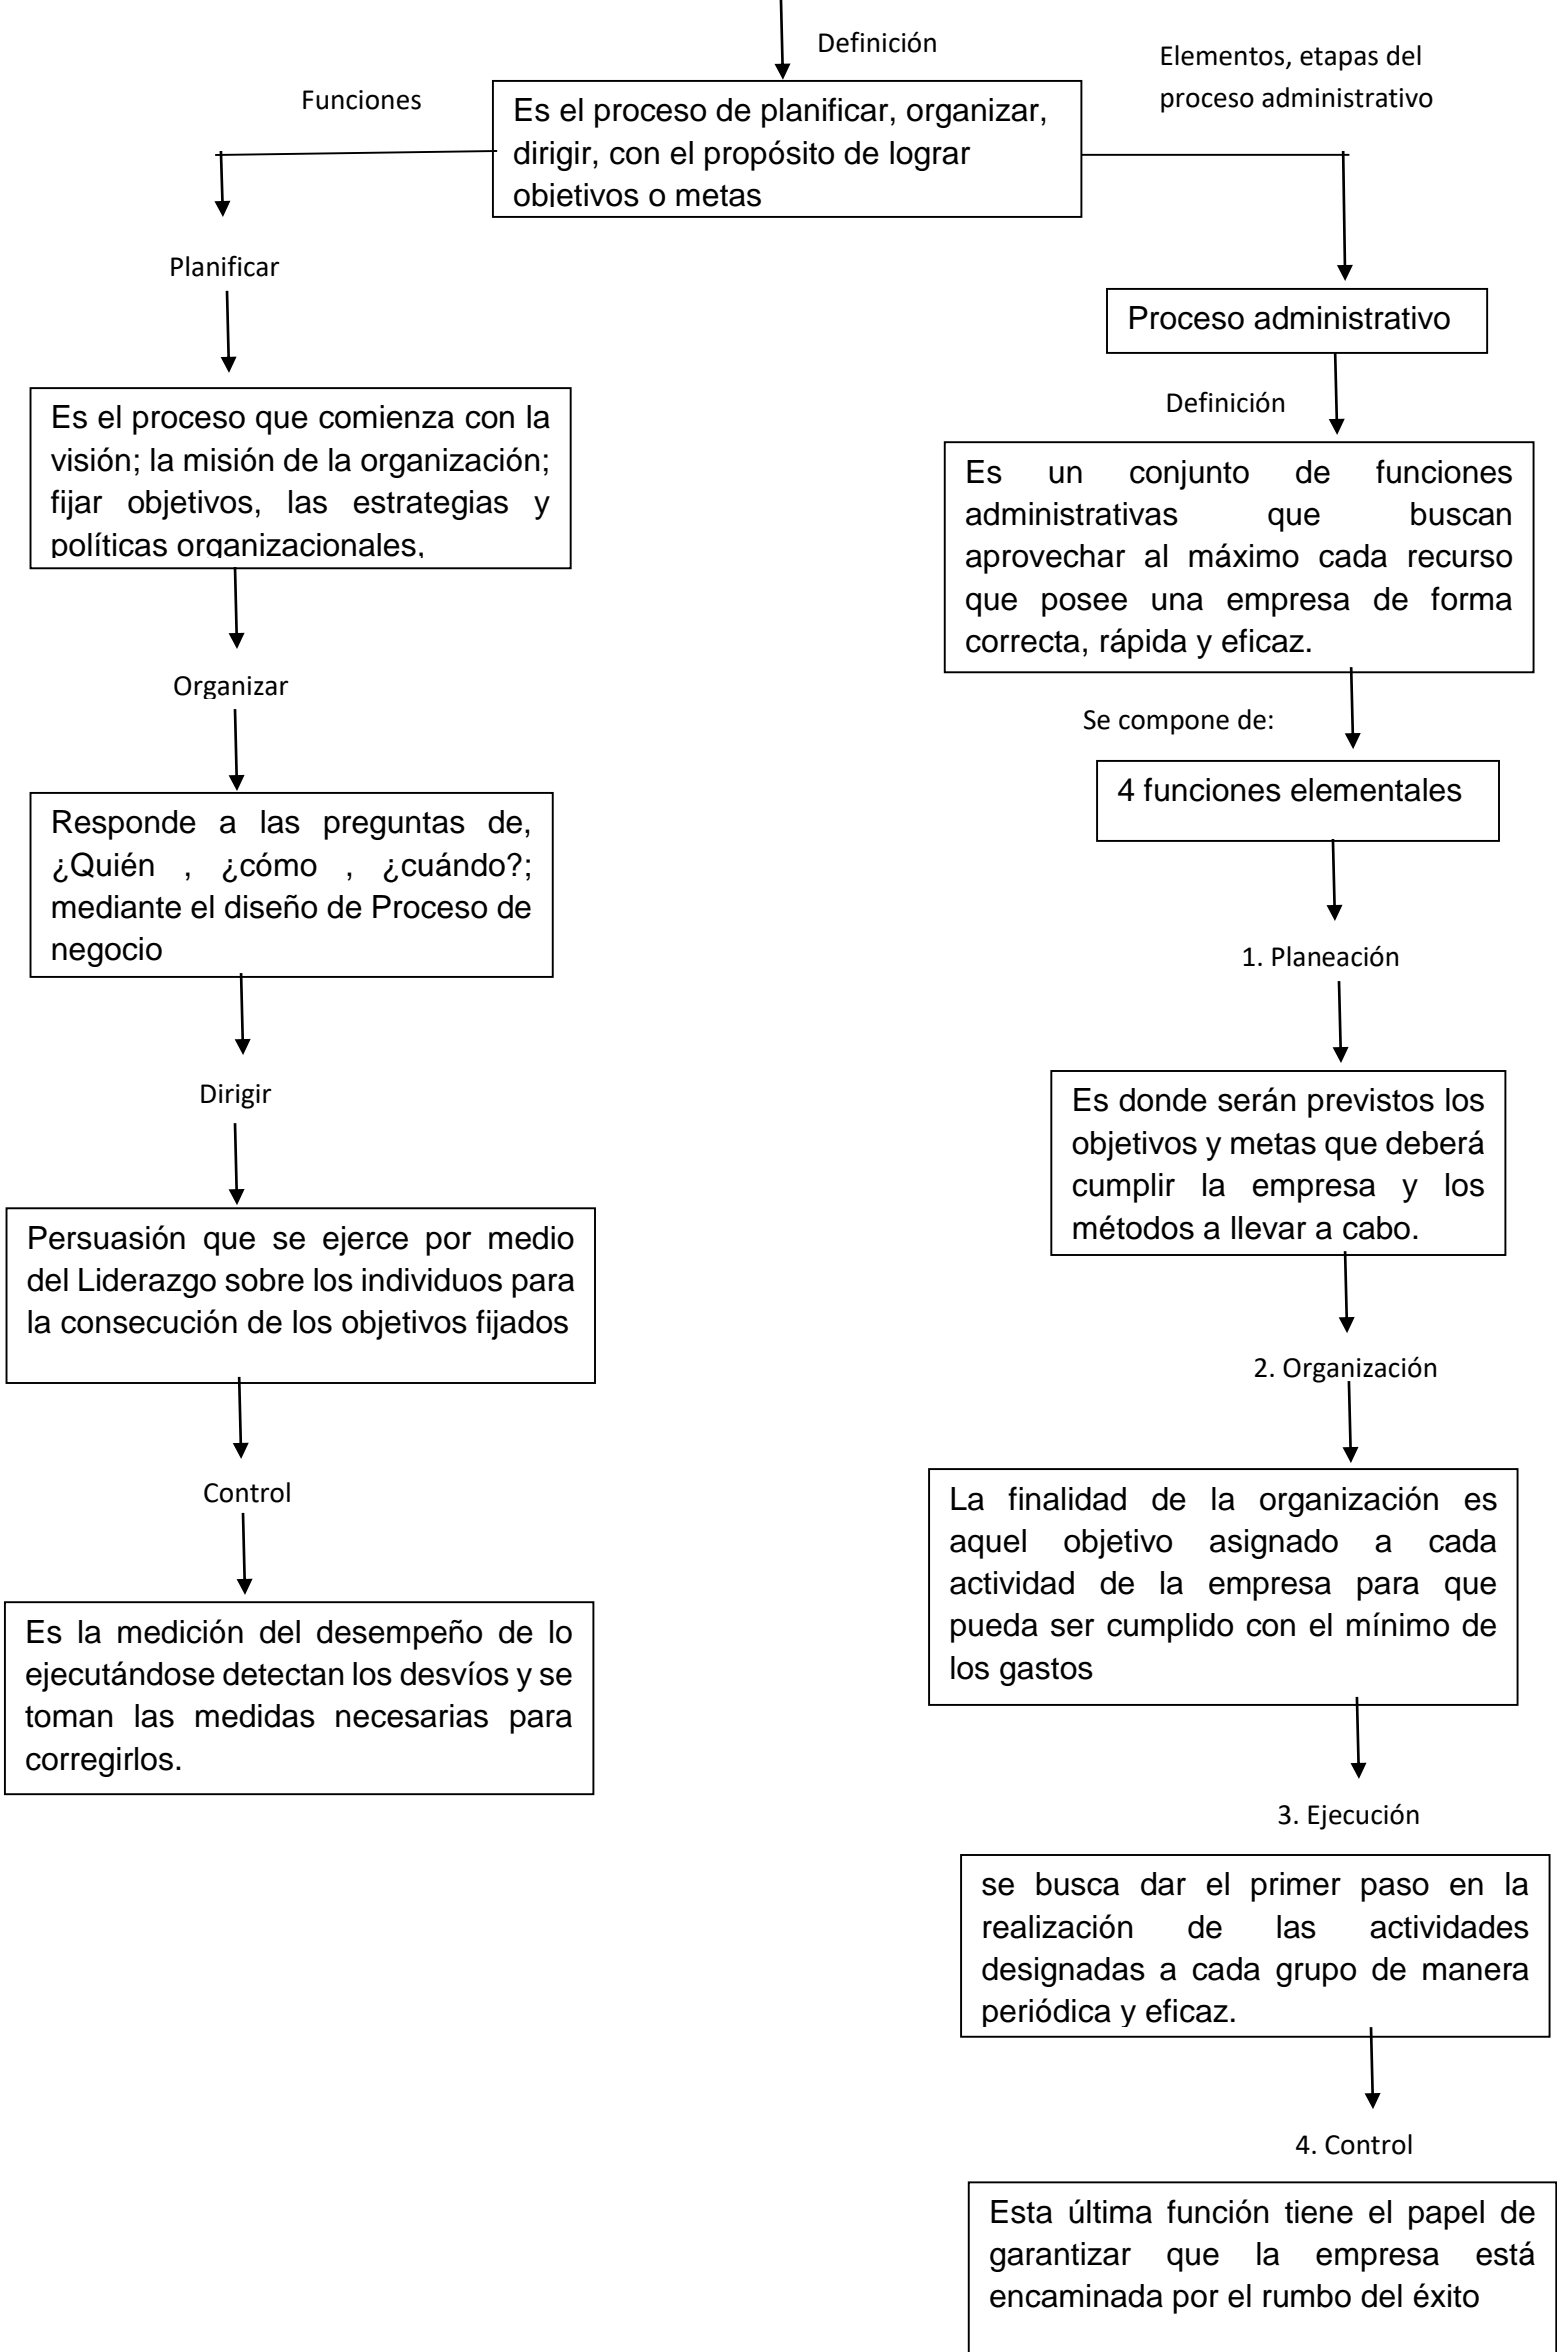 Definición
Elementos, etapas del
proceso administrativo
Funciones
Es el proceso de planificar, organizar,
dirigir, con el propósito de lograr
objetivos o metas
Planificar
Es el proceso que comienza con la
visión; la misión de la organización;
fijar objetivos, las estrategias y
políticas organizacionales,
Organizar
Responde a las preguntas de,
¿Quién , ¿cómo , ¿cuándo?;
mediante el diseño de Proceso de
negocio
Dirigir
Persuasión que se ejerce por medio
del Liderazgo sobre los individuos para
la consecución de los objetivos fijados
Control
Es la medición del desempeño de lo
ejecutándose detectan los desvíos y se
toman las medidas necesarias para
corregirlos.
Proceso administrativo
Definición
Es un conjunto de funciones
administrativas que buscan
aprovechar al máximo cada recurso
que posee una empresa de forma
correcta, rápida y eficaz.
Se compone de:
4 funciones elementales
1. Planeación
Es donde serán previstos los
objetivos y metas que deberá
cumplir la empresa y los
métodos a llevar a cabo.
2. Organización
La finalidad de la organización es
aquel objetivo asignado a cada
actividad de la empresa para que
pueda ser cumplido con el mínimo de
los gastos
3. Ejecución
se busca dar el primer paso en la
realización de las actividades
designadas a cada grupo de manera
periódica y eficaz.
4. Control
Esta última función tiene el papel de
garantizar que la empresa está
encaminada por el rumbo del éxito